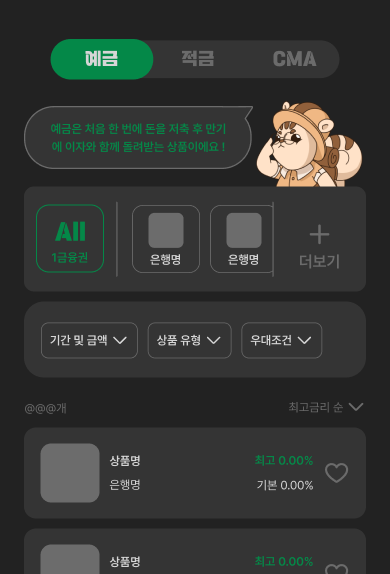 예금 적금 CMA
예금은 처음 한 번에 돈을 저축 후 만기
에 이자와 함께 돌려받는 상품이에요 !
All
1금융권
은행명
은행명
더보기
기간 및 금액
상품 유형
우대조건
@@@개
최고금리 순
상품명
최고 0.00%
은행명
기본 0.00%
상품명
최고 0.00%